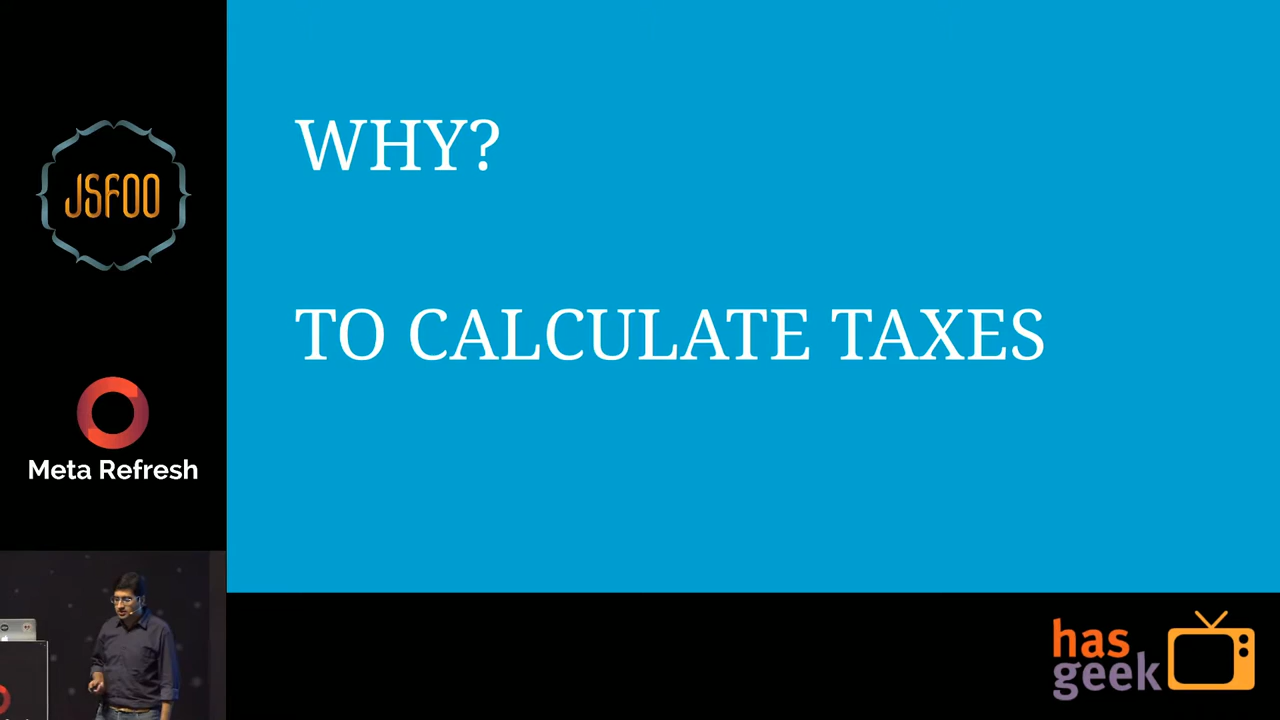 JSFOO
Meta Refresh
WHY?
TO CALCULATE TAXES
has
geek